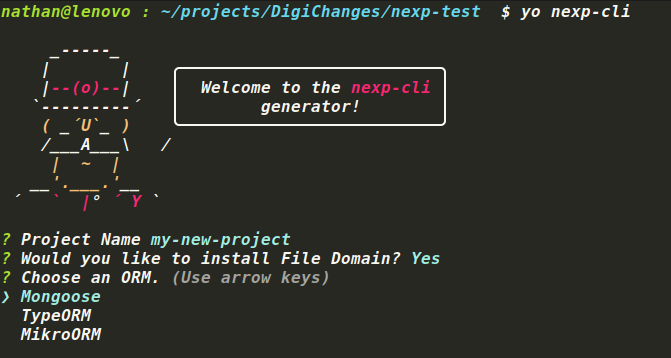 nathan@lenovo : ~/projects/DigiChanges/nexp-test  $ yo nexp-cli
     _-----_
    |       |
    |--(o)--|
   `---------´
    ( _´U`_ )
    /___A___\   /
     |  ~  |
   __'.___.'__
 ´   `  |° ´ Y `
Welcome to the nexp-cli
generator!
? Project Name my-new-project
? Would you like to install File Domain? Yes
? Choose an ORM. (Use arrow keys)
❯ Mongoose
  TypeORM
  MikroORM